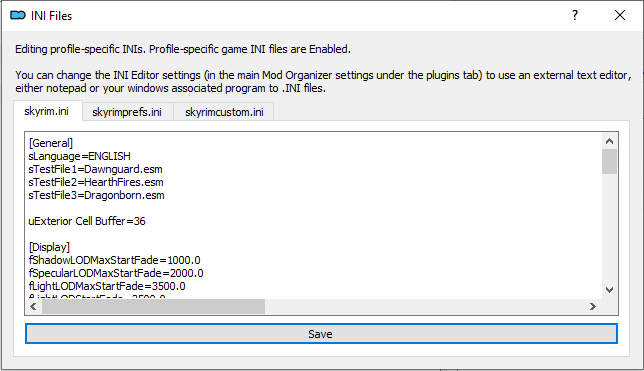 INI Files
Editing profile-specific INIs. Profile-specific game INI files are Enabled.
You can change the INI Editor settings (in the main Mod Organizer settings under the plugins tab) to use an external text editor,
either notepad or your windows associated program to .INI files.
skyrim.ini skyrimprefs.ini skyrimcustom.ini
[General]
sLanguage=ENGLISH
sTestFile1=Dawnguard.esm
sTestFile2=HearthFires.esm
sTestFile3=Dragonborn.esm
uExterior Cell Buffer=36
[Display]
fShadowLODMaxStartFade=1000.0
fSpecularLODMaxStartFade=2000.0
fLightLODMaxStartFade=3500.0
Save